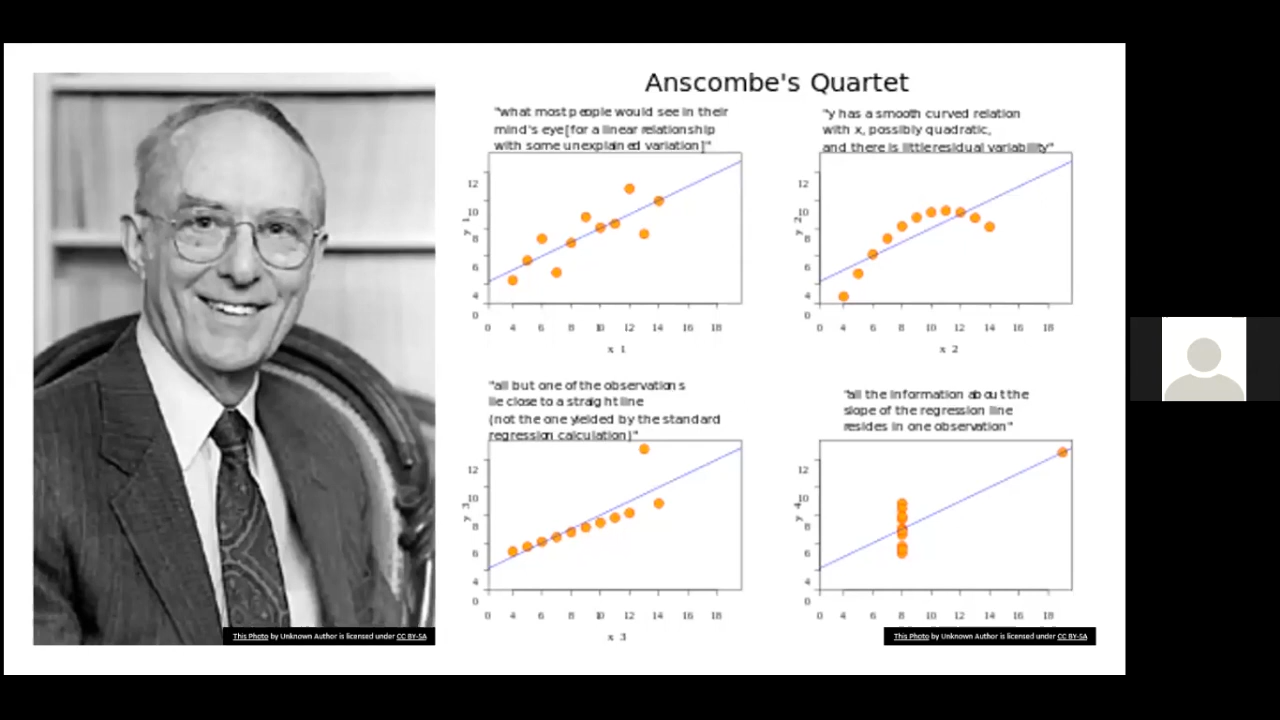 Anscombe's Quartet
"what most people would see in their
mind's eye[for a linear relationship
with some unexplained variation]"
"y has a smooth curved relation
with x, possibly quadratic,
and there is little residual variability"
12
10
8
6
4
0
y 1
0 4 6 8 10 12 14 16 18
x 1
12
10
8
6
4
0
y 2
0 4 6 8 10 12 14 16 18
x 2
"all but one of the observations
lie close to a straight line
(not the one yielded by the standard
regression calculation)"
"all the information about the
slope of the regression line
resides in one observation"
12
10
8
6
4
0
y 3
0 4 6 8 10 12 14 16 18
x 3
12
10
8
6
4
0
y 4
0 4 6 8 10 12 14 16 18
This Photo by Unknown Author is licensed under CC BY-SA
This Photo by Unknown Author is licensed under CC BY-SA